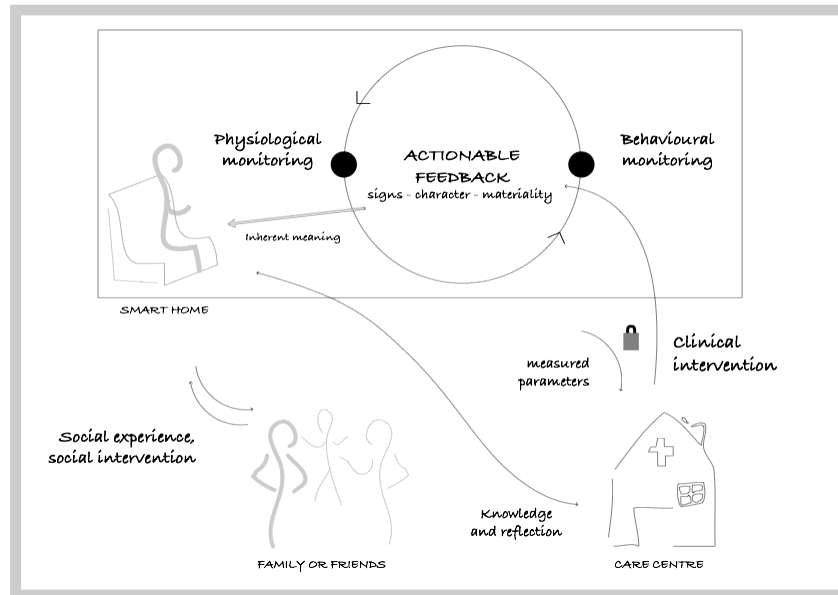 Physiological
monitoring
Behavioural
monitoring
ACTIONABLE
FEEDBACK
signs - character - materiality
Inherent meaning
SMART HOME
Clinical
intervention
measured
parameters
Social experience,
social intervention
Knowledge
and reflection
FAMILY OR FRIENDS
CARE CENTRE